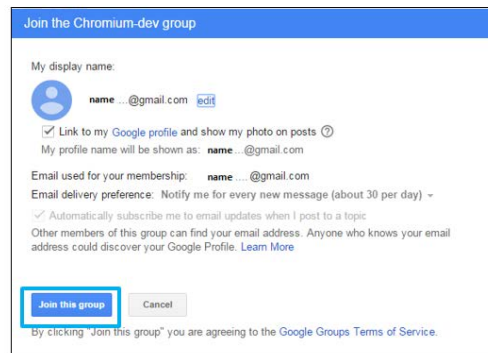 Join the Chromium-dev group
My display name:
name ...@gmail.com edit
Link to my Google profile and show my photo on posts ?
My profile name will be shown as: name...@gmail.com
Email used for your membership: name .... @gmail.com
Email delivery preference: Notify me for every new message (about 30 per day)
Automatically subscribe me to email updates when I post to a topic
Other members of this group can find your email address. Anyone who knows your email
address could discover your Google Profile. Learn More
Join this group Cancel
By clicking "Join this group" you are agreeing to the Google Groups Terms of Service.